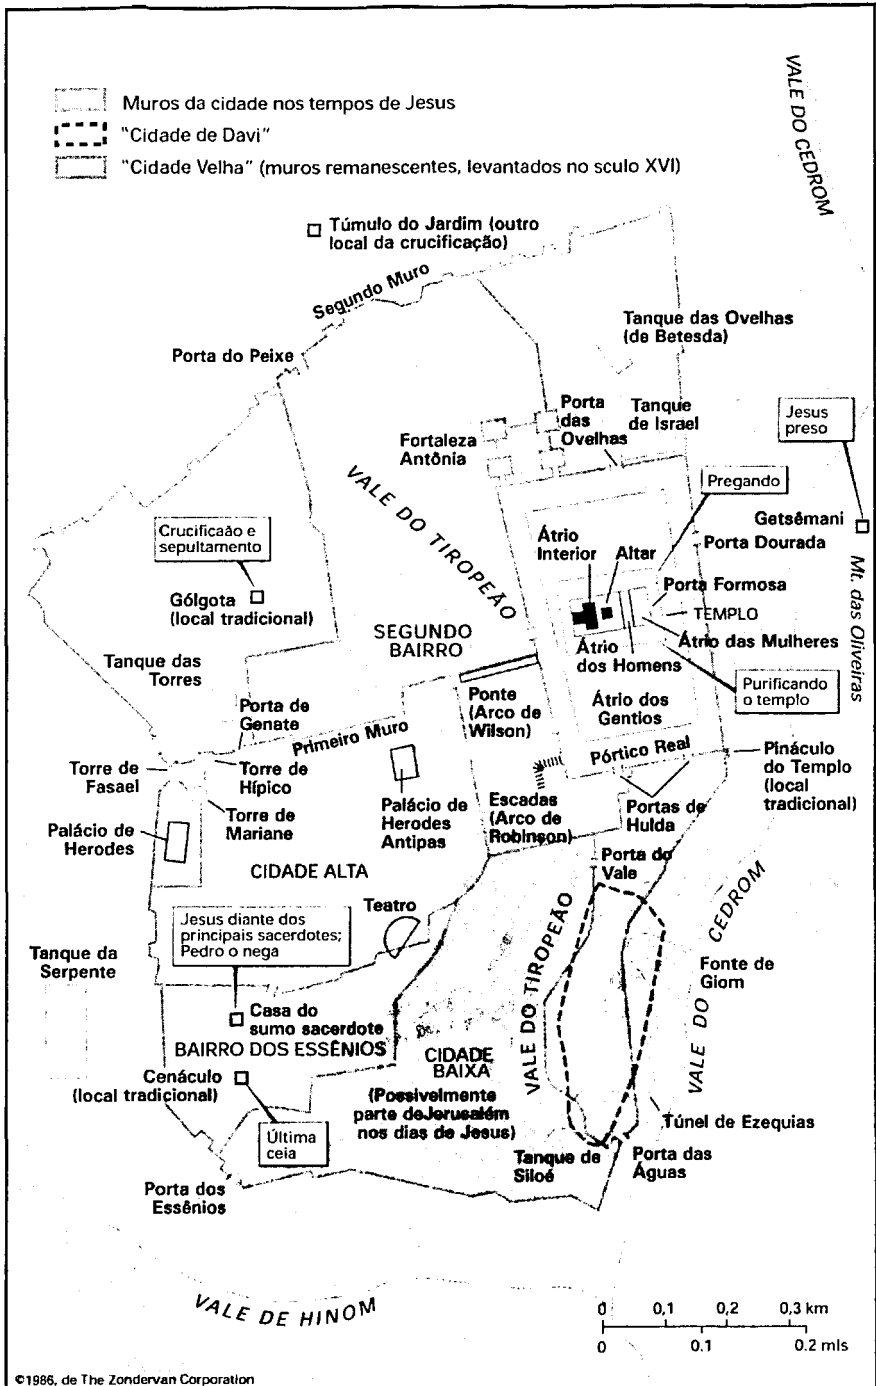 Muros da cidade nos tempos de Jesus
"Cidade de Davi"
"Cidade Velha" (muros remanescentes, levantados no sculo XVI)
VALE DO CEDROM
Túmulo do Jardim (outro
local da crucificação)
Segundo Muro
Porta do Peixe
Tanque das Ovelhas
(de Betesda)
Porta
das
Ovelhas
Tanque
de Israel
Jesus
preso
Fortaleza
Antônia
VALE DO TIROPEÃO
Pregando
Getsêmani
Porta Dourada
Mt. das Oliveiras
Átrio
Interior
Altar
Crucificaão e
sepultamento
Gólgota
(local tradicional)
Porta Formosa
TEMPLO
Átrio das Mulheres
SEGUNDO
BAIRRO
Átrio
dos Homens
Purificando
o templo
Tanque das
Torres
Porta de
Genate
Ponte
(Arco de
Wilson)
Átrio dos
Gentios
Primeiro Muro
Pórtico Real
Pináculo
do Templo
(local
tradicional)
Torre de
Fasael
Torre de
Hípico
Torre de
Mariane
Palácio de
Herodes
Antipas
Escadas
(Arco de
Robinson)
Portas de
Hulda
Palácio de
Herodes
CIDADE ALTA
Porta do
Vale
Teatro
Jesus diante dos
principais sacerdotes;
Pedro o nega
VALE DO TIROPEÃO
VALE DO CEDROM
Tanque da
Serpente
Fonte de
Giom
Casa do
sumo sacerdote
BAIRRO DOS ESSÊNIOS
CIDADE
BAIXA
(Possivelmente
parte de Jerusalém
nos dias de Jesus)
Cenáculo
(local tradicional)
Túnel de Ezequias
Última
ceia
Tanque de
Siloé
Porta das
Águas
Porta dos
Essênios
VALE DE HINOM
0 0,1 0,2 0,3 km
0 0.1 0.2 mls
©1986, de The Zondervan Corporation